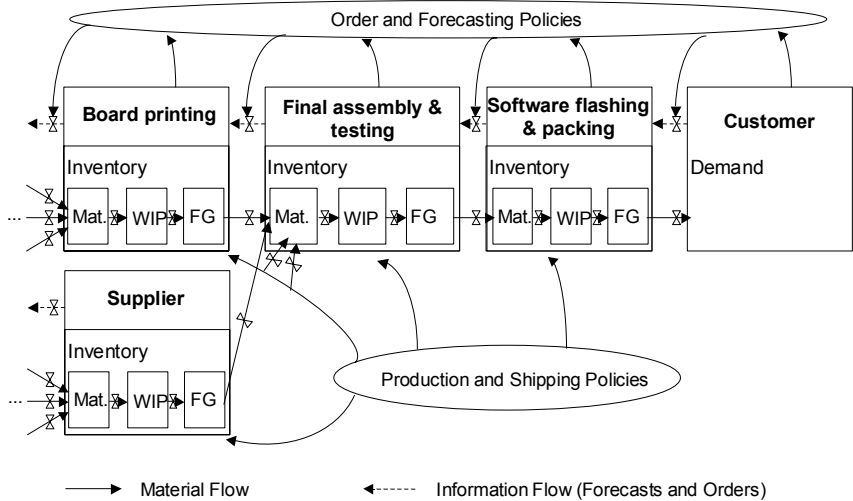 Order and Forecasting Policies
Board printing
Final assembly &
testing
Software flashing
& packing
Customer
Inventory
Inventory
Inventory
Demand
... Mat. WIP FG
Mat. WIP FG
Mat. WIP FG
Supplier
Inventory
... Mat. WIP FG
Production and Shipping Policies
Material Flow
Information Flow (Forecasts and Orders)